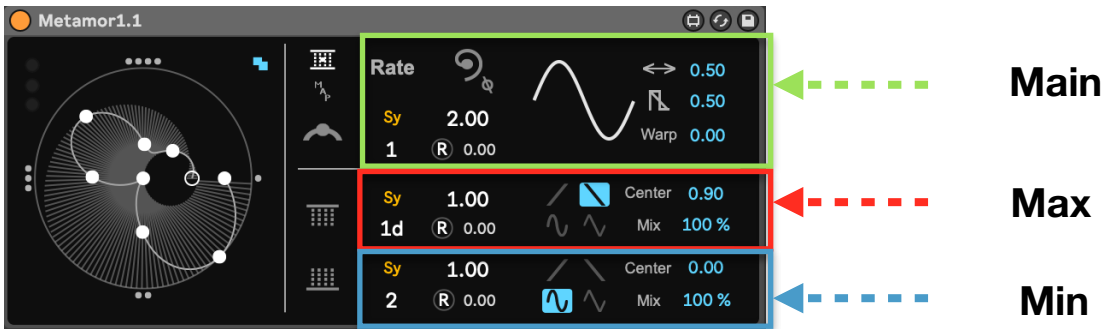 Metamor1.1
MAP
Rate
0.50
0.50
Warp 0.00
Sy 2.00
1 R 0.00
Main
Sy 1.00
1d R 0.00
Center 0.90
Mix 100 %
Max
Sy 1.00
2 R 0.00
Center 0.00
Mix 100 %
Min